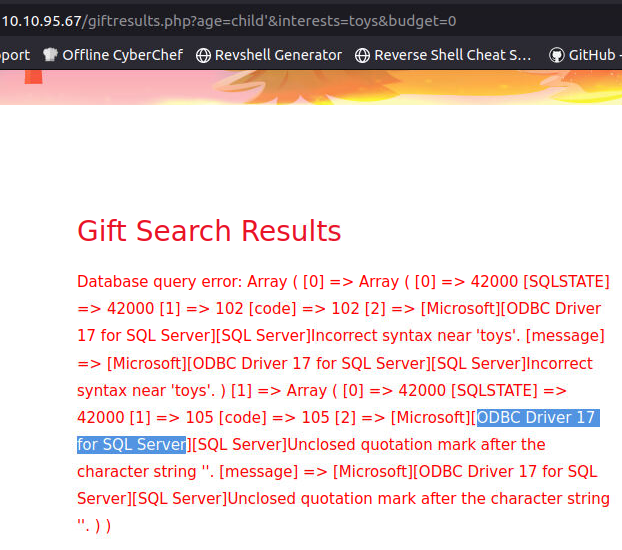 10.10.95.67/giftresults.php?age=child'&interests=toys&budget=0
port Offline CyberChef Revshell Generator Reverse Shell Cheat S... GitHub -
Gift Search Results
Database query error: Array ( [0] => Array ( [0] => 42000 [SQLSTATE]
=> 42000 [1] => 102 [code] => 102 [2] => [Microsoft][ODBC Driver
17 for SQL Server][SQL Server]Incorrect syntax near 'toys'. [message]
=> [Microsoft][ODBC Driver 17 for SQL Server][SQL Server]Incorrect
syntax near 'toys'. ) [1] => Array ( [0] => 42000 [SQLSTATE] =>
42000 [1] => 105 [code] => 105 [2] => [Microsoft][ODBC Driver 17
for SQL Server][SQL Server]Unclosed quotation mark after the
character string ''. [message] => [Microsoft][ODBC Driver 17 for SQL
Server][SQL Server]Unclosed quotation mark after the character string
''. ) )